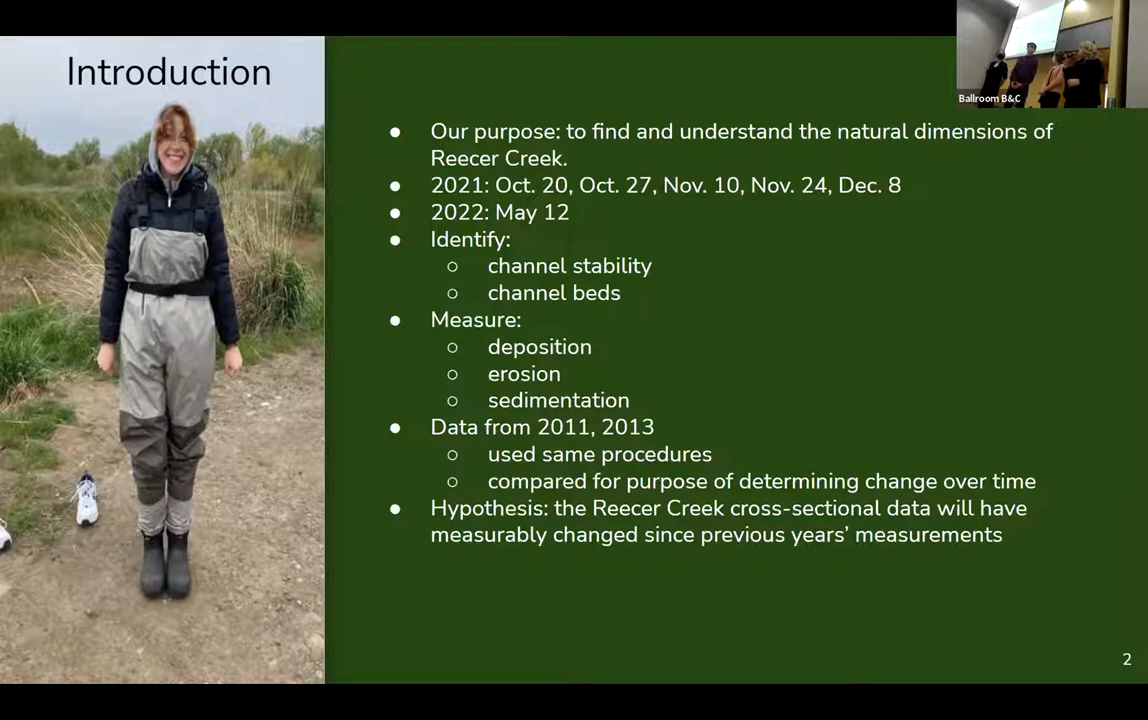 Introduction
Ballroom B&C
● Our purpose: to find and understand the natural dimensions of
Reecer Creek.
● 2021: Oct. 20, Oct. 27, Nov. 10, Nov. 24, Dec. 8
● 2022: May 12
● Identify:
○ channel stability
○ channel beds
● Measure:
○ deposition
○ erosion
○ sedimentation
● Data from 2011, 2013
○ used same procedures
○ compared for purpose of determining change over time
● Hypothesis: the Reecer Creek cross-sectional data will have
measurably changed since previous years’ measurements
2